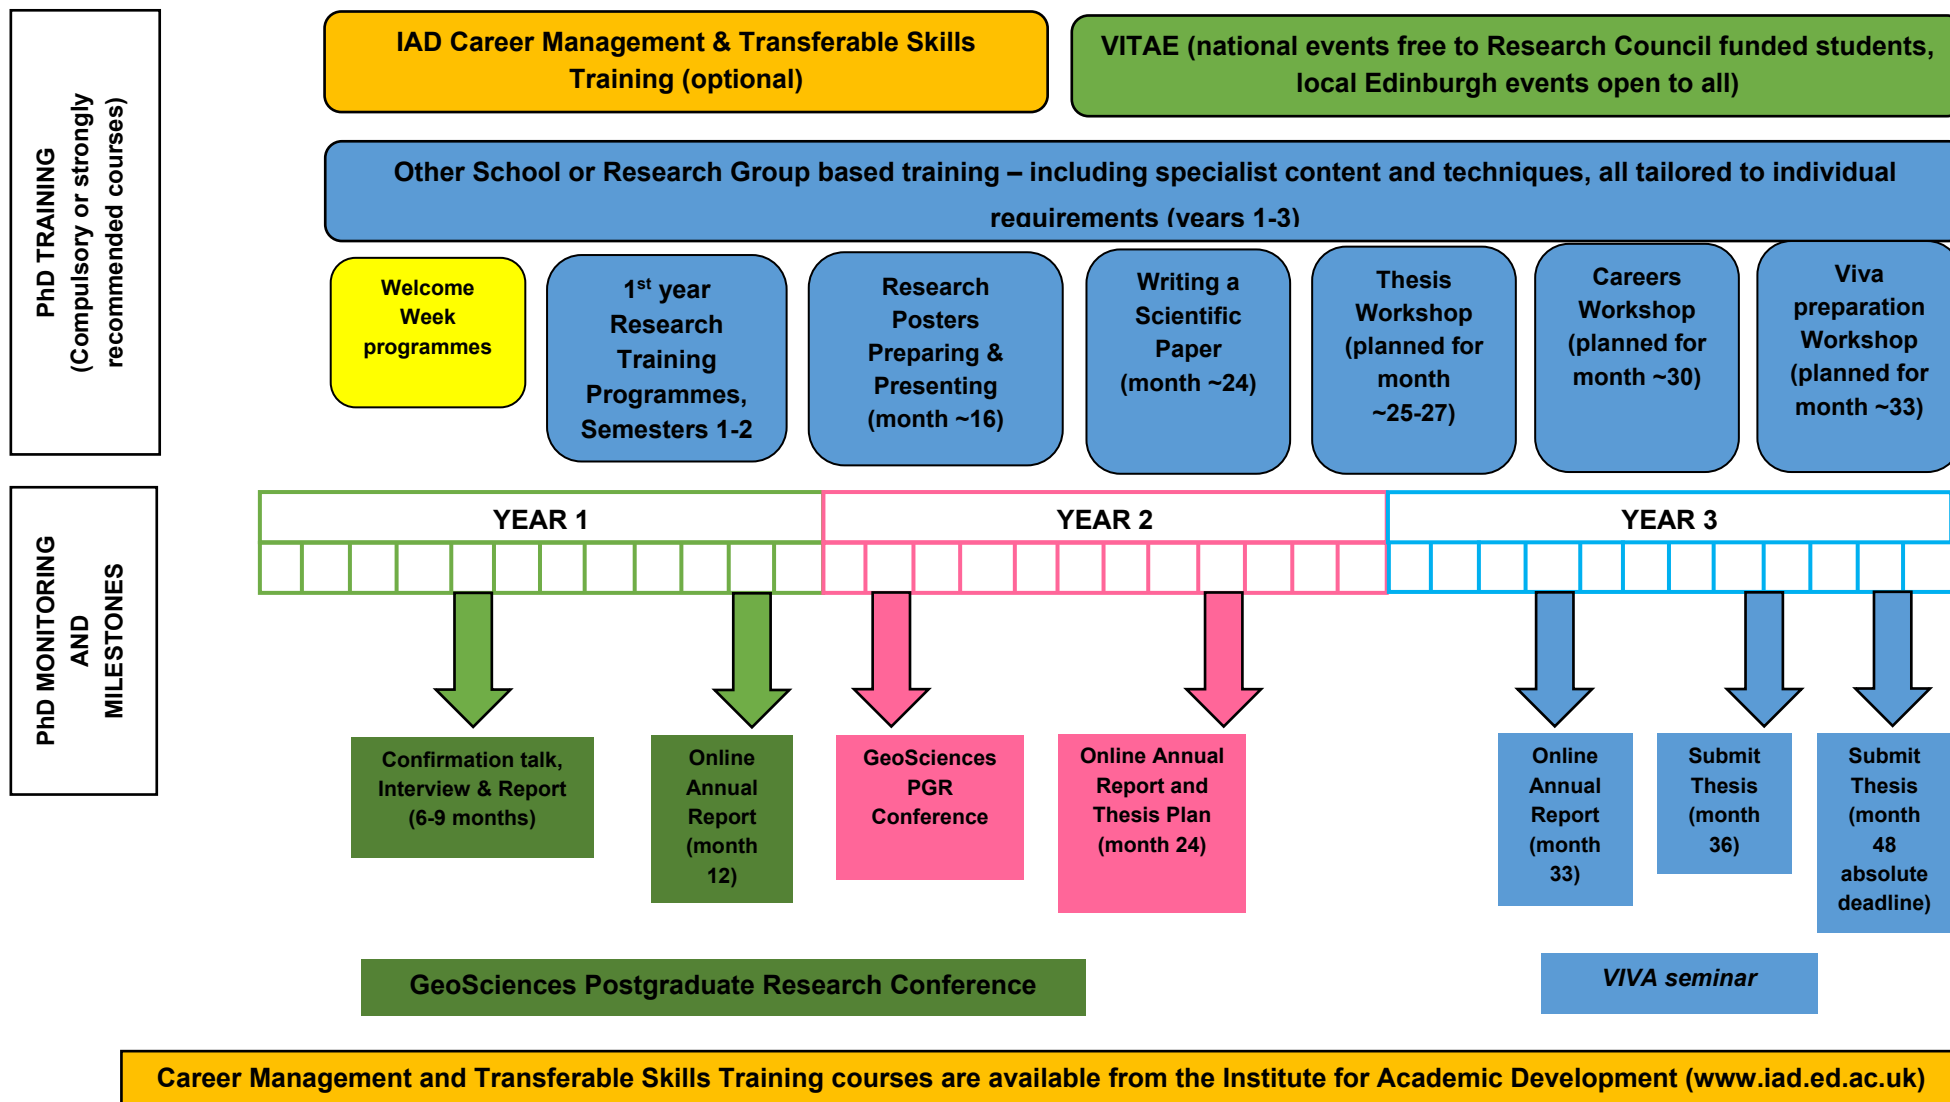 PhD TRAINING
(Compulsory or strongly
recommended courses)
IAD Career Management & Transferable Skills
Training (optional)
VITAE (national events free to Research Council funded students,
local Edinburgh events open to all)
Other School or Research Group based training – including specialist content and techniques, all tailored to individual
requirements (years 1-3)
Welcome
Week
programmes
1st year
Research
Training
Programmes,
Semesters 1-2
Research
Posters
Preparing &
Presenting
(month ~16)
Writing a
Scientific
Paper
(month ~24)
Thesis
Workshop
(planned for
month
~25-27)
Careers
Workshop
(planned for
month ~30)
Viva
preparation
Workshop
(planned for
month ~33)
PhD MONITORING
AND
MILESTONES
YEAR 1
YEAR 2
YEAR 3
Confirmation talk,
Interview & Report
(6-9 months)
Online
Annual
Report
(month
12)
GeoSciences
PGR
Conference
Online Annual
Report and
Thesis Plan
(month 24)
Online
Annual
Report
(month
33)
Submit
Thesis
(month
36)
Submit
Thesis
(month
48
absolute
deadline)
GeoSciences Postgraduate Research Conference
VIVA seminar
Career Management and Transferable Skills Training courses are available from the Institute for Academic Development (www.iad.ed.ac.uk)